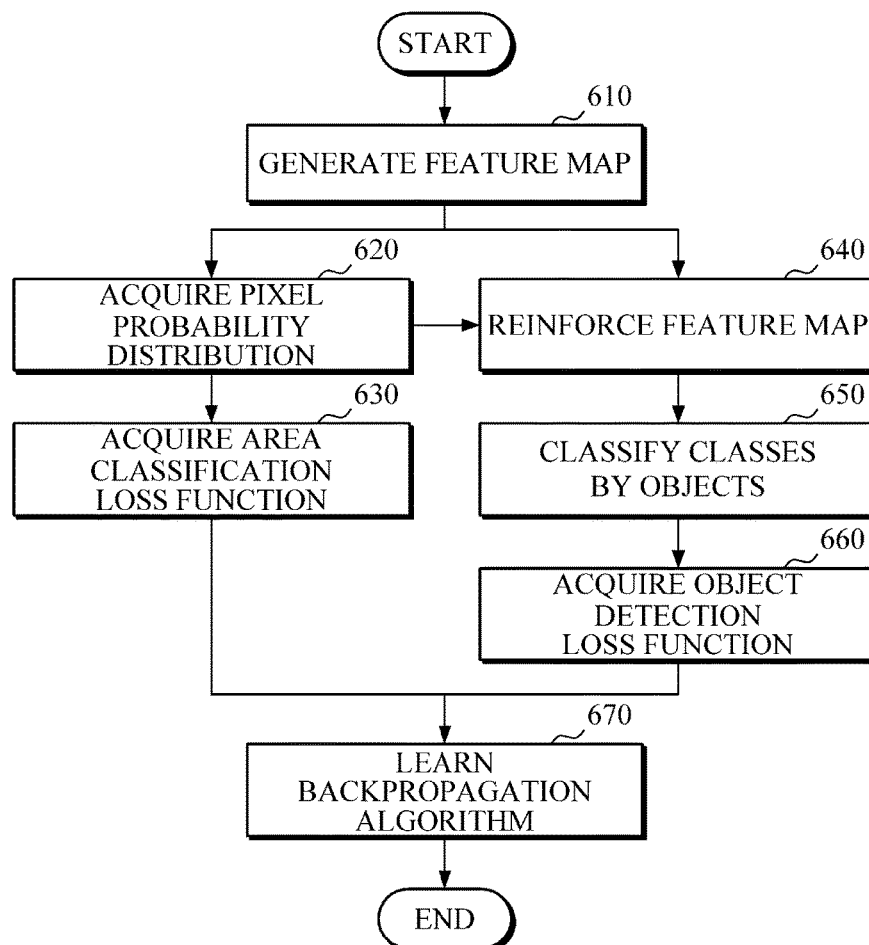 START
610
GENERATE FEATURE MAP
620
ACQUIRE PIXEL
PROBABILITY
DISTRIBUTION
640
REINFORCE FEATURE MAP
630
ACQUIRE AREA
CLASSIFICATION
LOSS FUNCTION
650
CLASSIFY CLASSES
BY OBJECTS
660
ACQUIRE OBJECT
DETECTION
LOSS FUNCTION
670
LEARN
BACKPROPAGATION
ALGORITHM
END